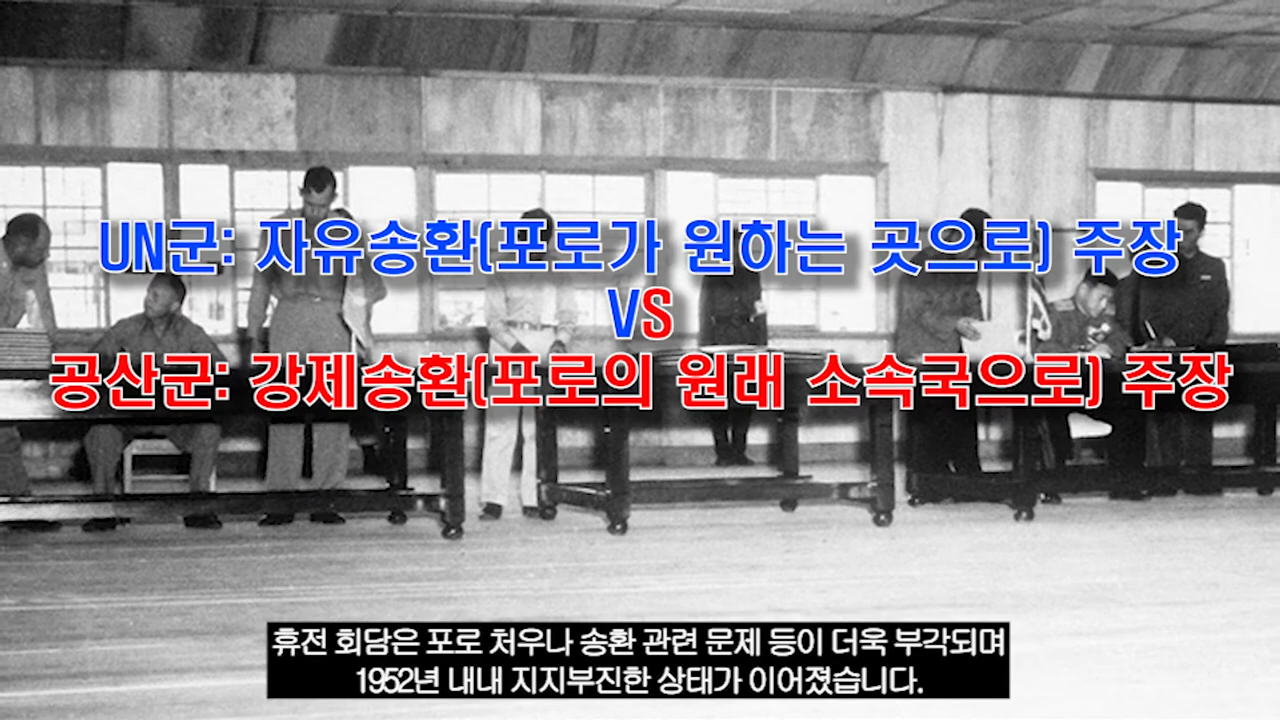 UN군: 자유송환(포로가 원하는 곳으로) 주장
VS
공산군: 강제송환(포로의 원래 소속국으로) 주장
휴전 회담은 포로 처우나 송환 관련 문제 등이 더욱 부각되며
1952년 내내 지지부진한 상태가 이어졌습니다.